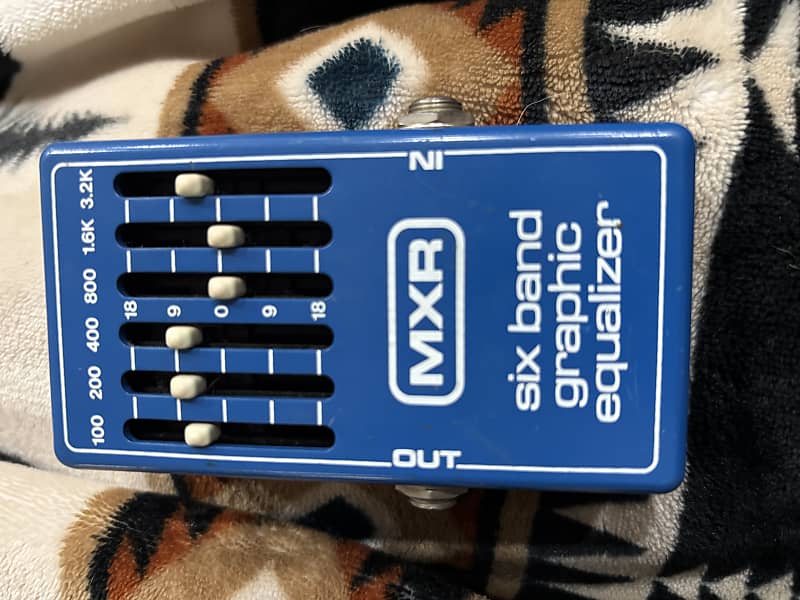 100 200 400 800 1.6K 3.2K
18
9
0
9
18
OUT
IN
MXR
six band
graphic
equalizer